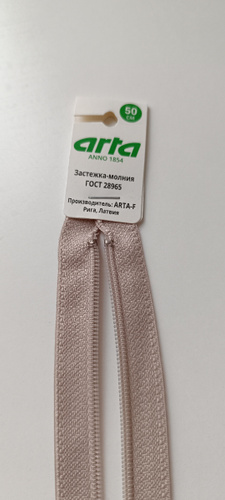 50
СМ
arta
ANNO 1854
Застежка-молния
ГОСТ 28965
Производитель: ARTA-F
Рига, Латвия